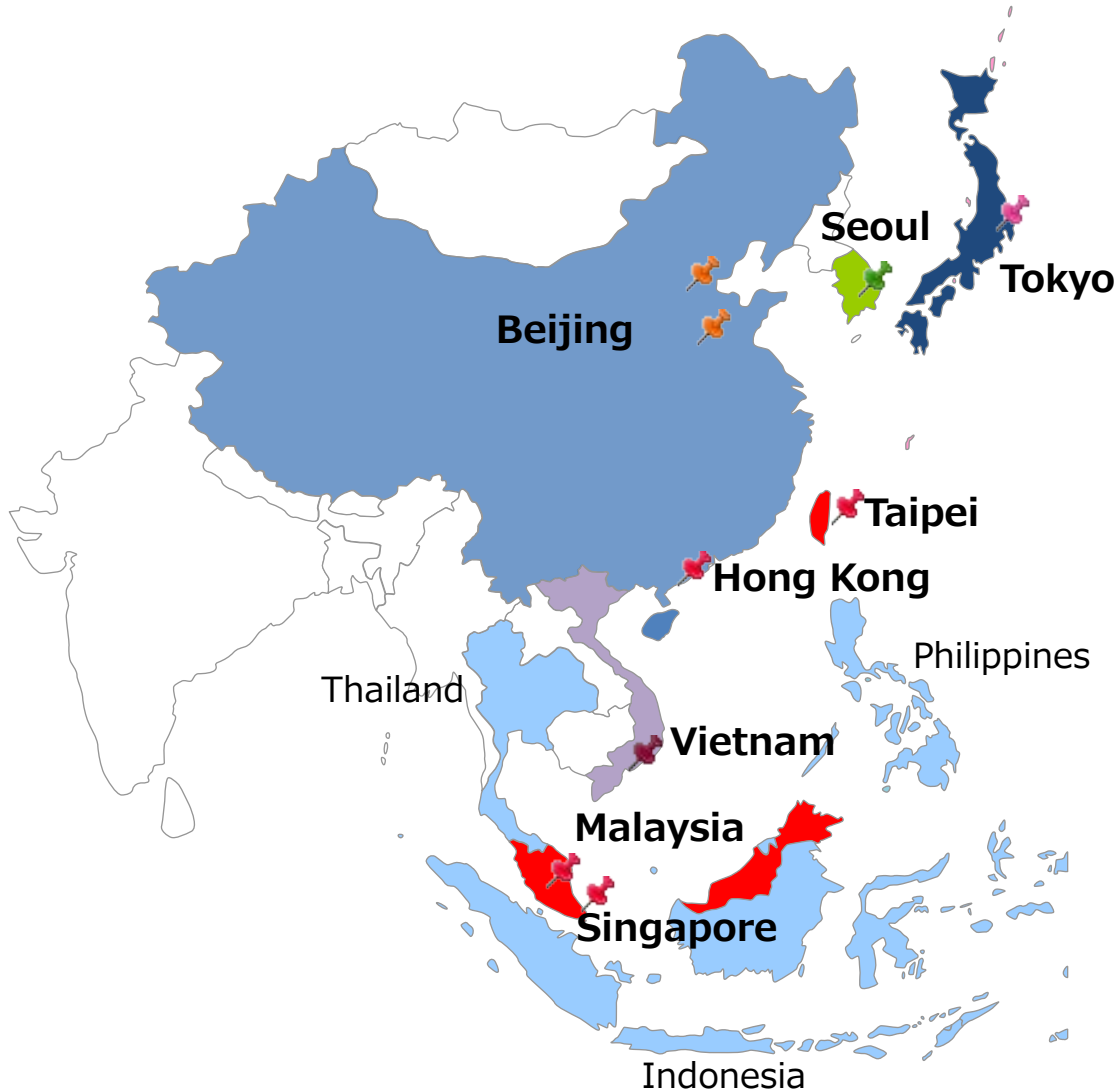 Seoul
Tokyo
Beijing
Taipei
Hong Kong
Philippines
Thailand
Vietnam
Malaysia
Singapore
Indonesia